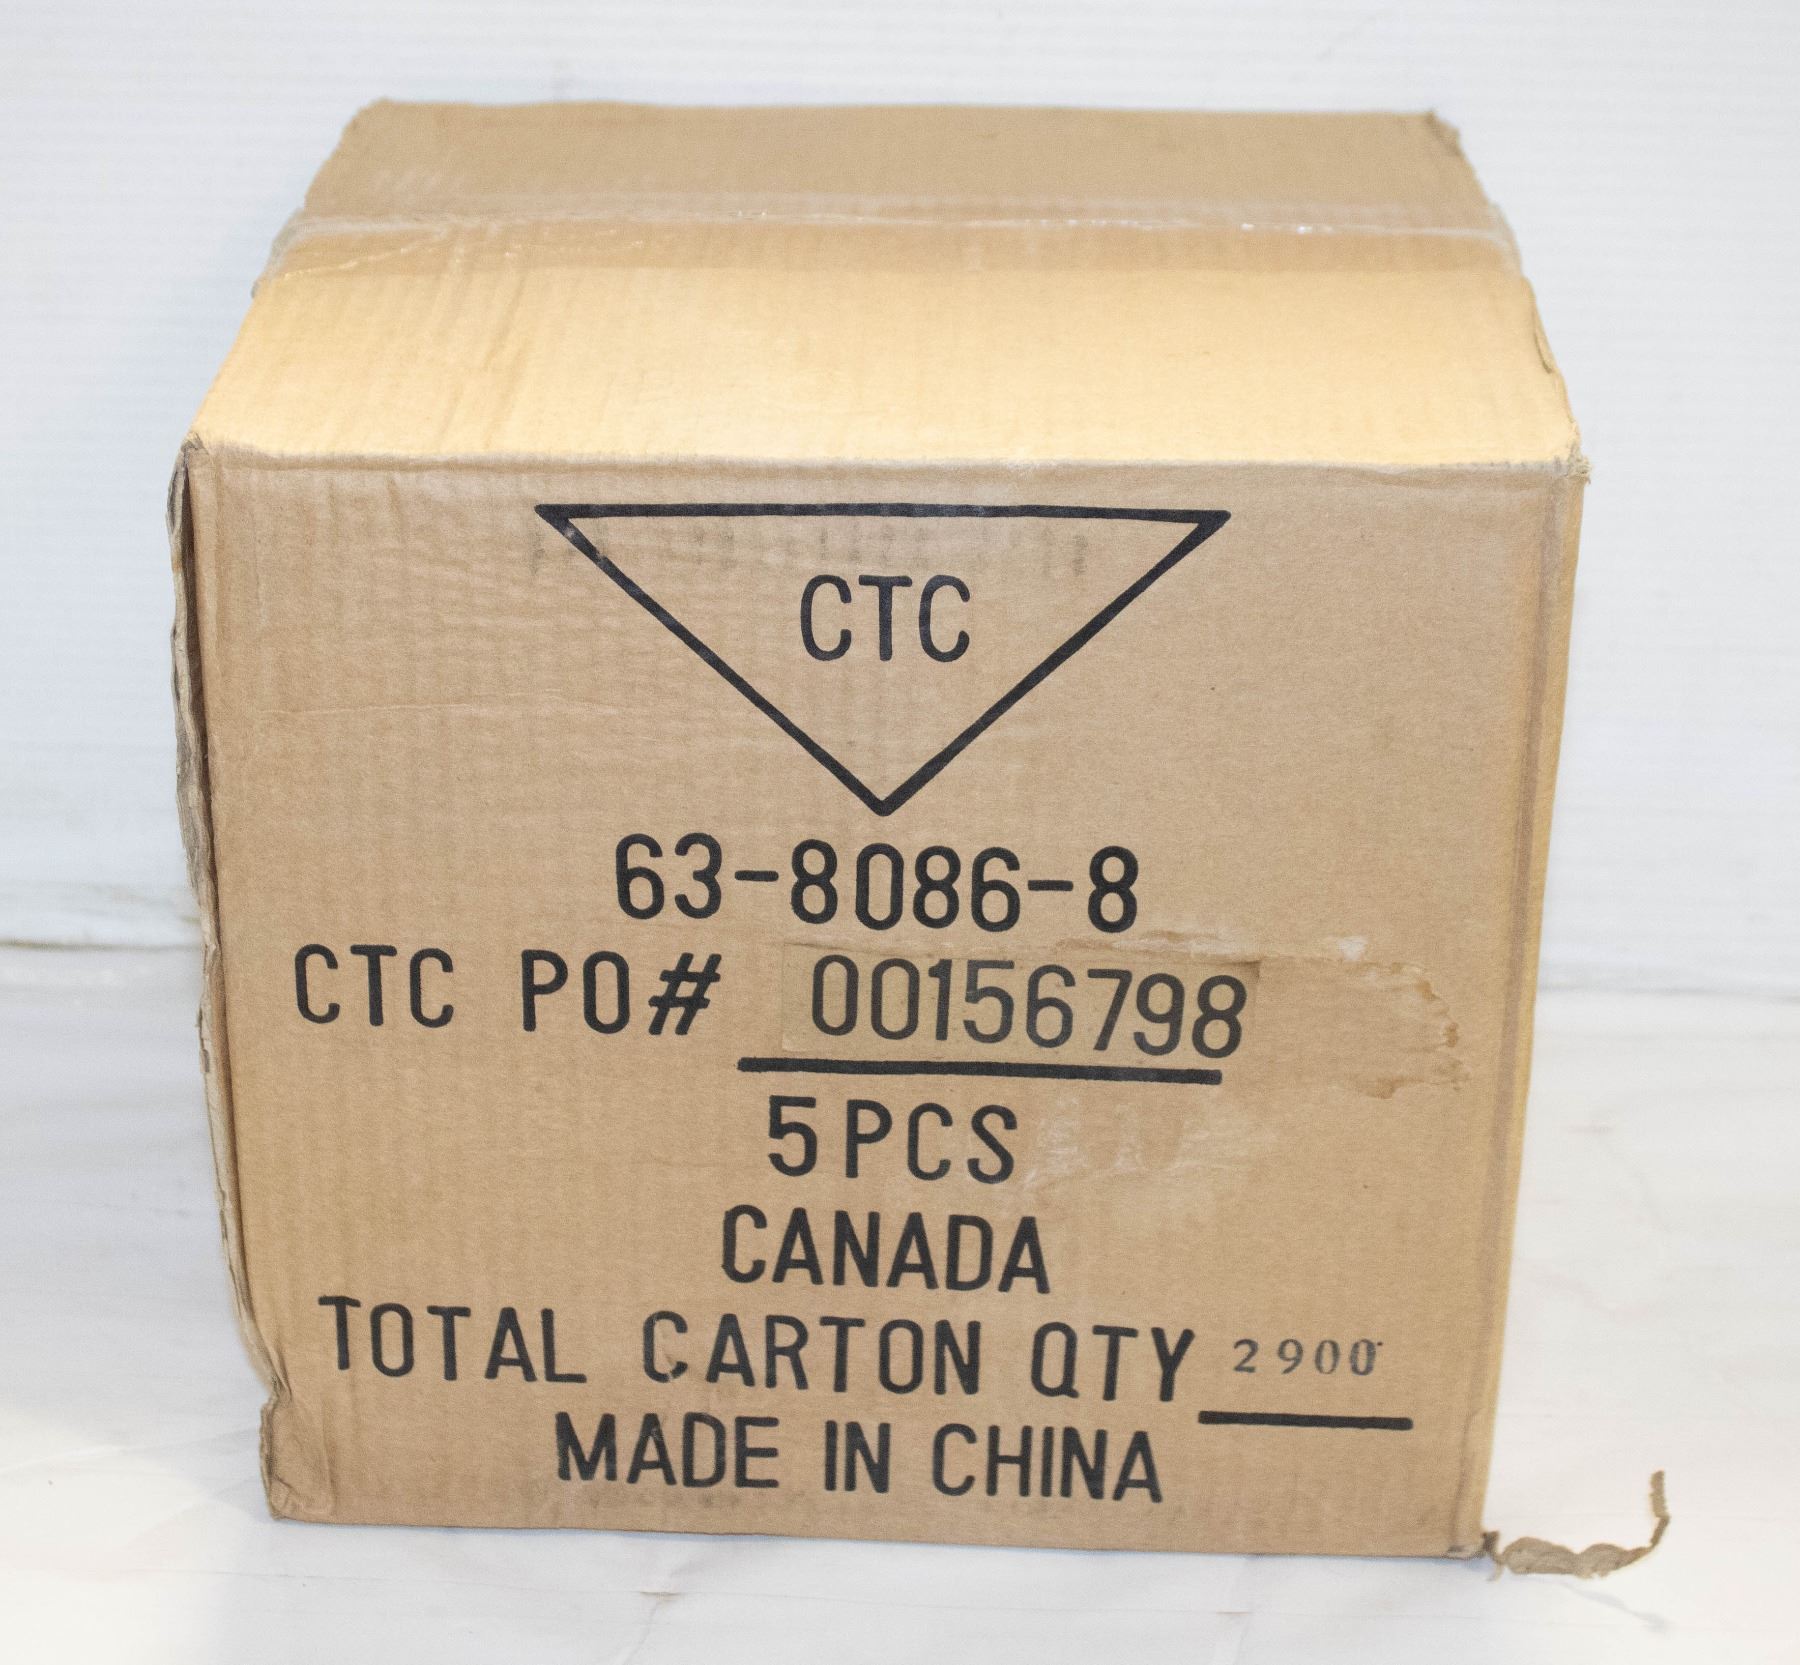 CTC
63-8086-8
CTC PO# 00156798
5PCS
CANADA
TOTAL CARTON QTY 2900
MADE IN CHINA